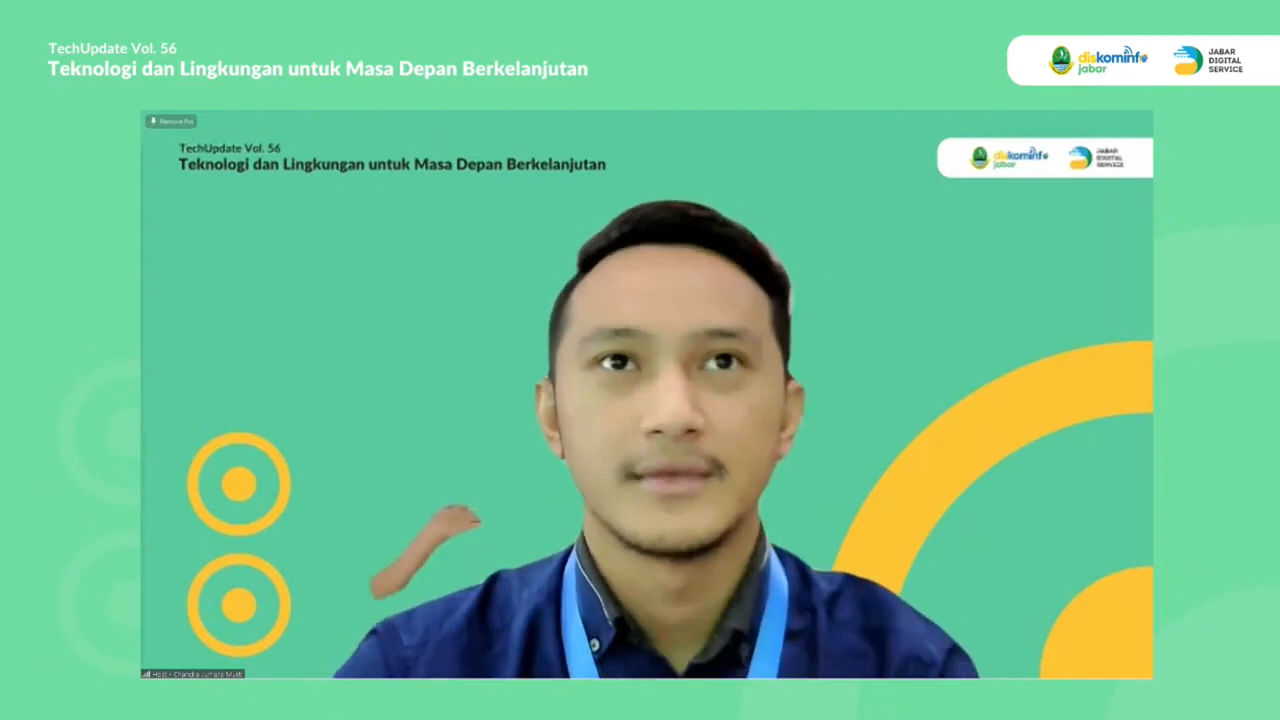 TechUpdate Vol. 56
Teknologi dan Lingkungan untuk Masa Depan Berkelanjutan
diskominfo
jabar
JABAR
DIGITAL
SERVICE
Remove Pin
TechUpdate Vol. 56
Teknologi dan Lingkungan untuk Masa Depan Berkelanjutan
diskominfo
jabar
JABAR
DIGITAL
SERVICE
Host - Chandra Jumara Mukti